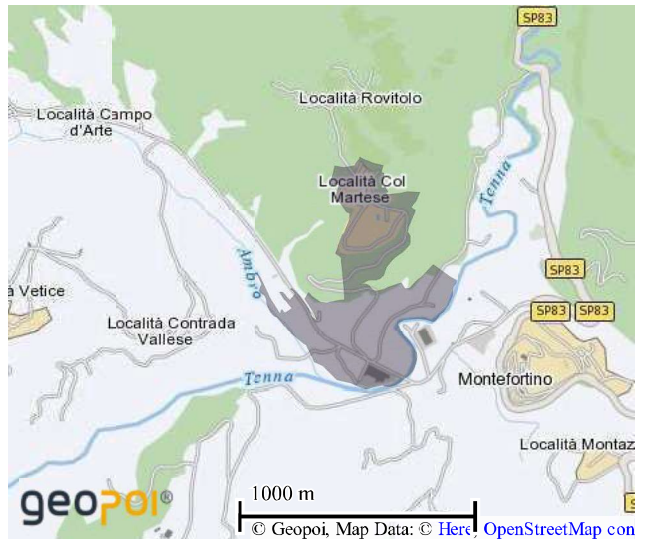 SP83
Località Rovitolo
Località Campo
d'Arte
Tenna
Località Col
Martese
Ambro
SP83
à Vetice
SP83 SP83
Località Contrada
Vallese
Tenna
Montefortino
Località Montaz
geopoi®
1000 m
S
© Geopoi, Map Data: © Here, OpenStreetMap con